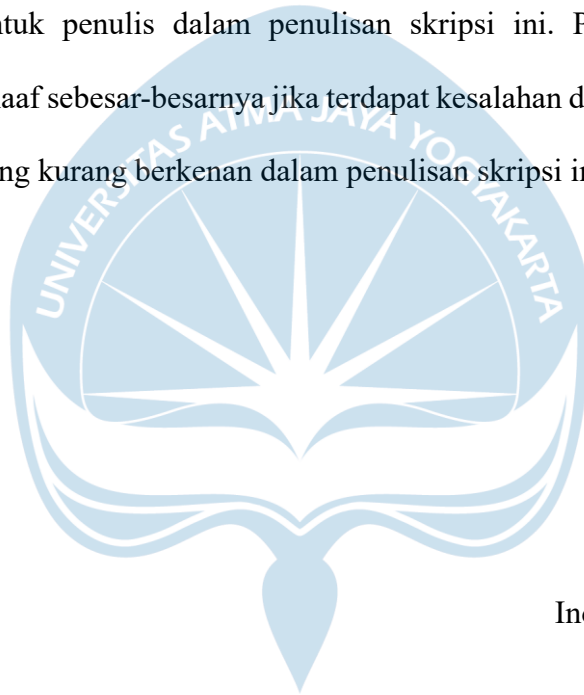 ntuk penulis dalam penulisan skripsi ini. P
aaf sebesar-besarnya jika terdapat kesalahan d
UNIVERSITAS ATMA JAYA YOGYAKARTA
ng kurang berkenan dalam penulisan skripsi in